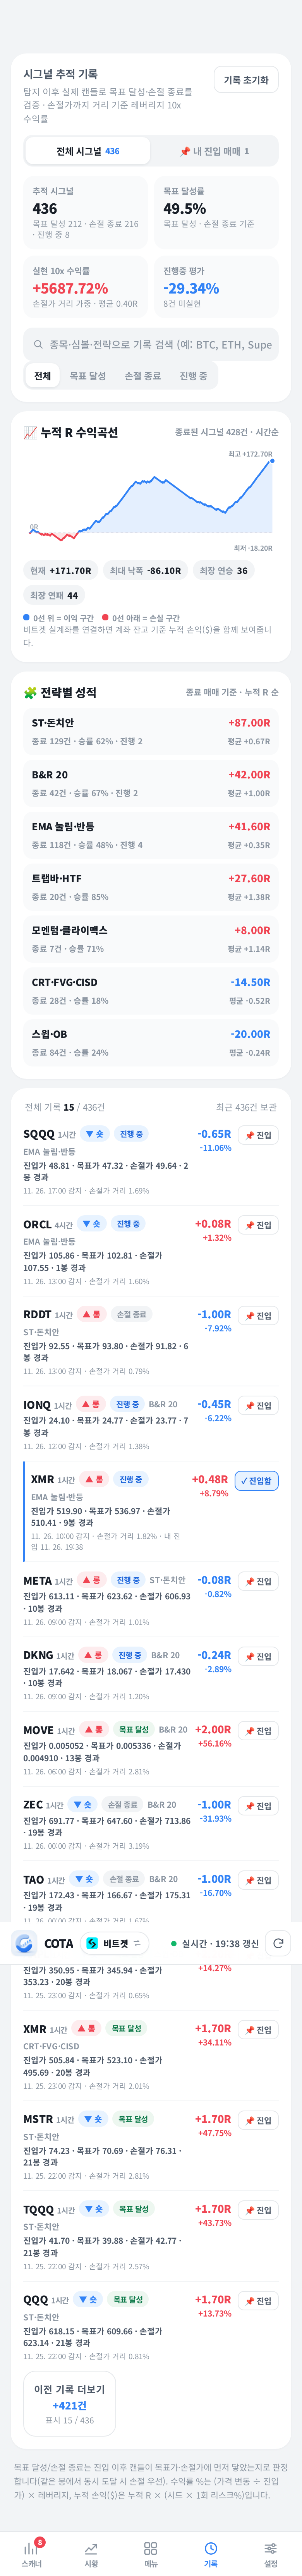 시그널 추적 기록
기록 초기화
탐지 이후 실제 캔들로 목표 달성·손절 종료를
검증 · 손절가까지 거리 기준 레버리지 10x
수익률
전체 시그널 436
📌 내 진입 매매 1
추적 시그널
436
목표 달성 212 · 손절 종료 216
· 진행 중 8
목표 달성률
49.5%
목표 달성 · 손절 종료 기준
실현 10x 수익률
+5687.72%
손절가 거리 가중 · 평균 0.40R
진행중 평가
-29.34%
8건 미실현
종목·심볼·전략으로 기록 검색 (예: BTC, ETH, Supe
전체
목표 달성
손절 종료
진행 중
📈 누적 R 수익곡선
종료된 시그널 428건 · 시간순
최고 +172.70R
0R
최저 -18.20R
현재 +171.70R
최대 낙폭 -86.10R
최장 연승 36
최장 연패 44
0선 위 = 이익 구간
0선 아래 = 손실 구간
비트겟 실계좌를 연결하면 계좌 잔고 기준 누적 손익($)을 함께 보여줍니
다.
🧩 전략별 성적
종료 매매 기준 · 누적 R 순
ST·돈치안
+87.00R
종료 129건 · 승률 62% · 진행 2
평균 +0.67R
B&R 20
+42.00R
종료 42건 · 승률 67% · 진행 2
평균 +1.00R
EMA 눌림·반등
+41.60R
종료 118건 · 승률 48% · 진행 4
평균 +0.35R
트랩바·HTF
+27.60R
종료 20건 · 승률 85%
평균 +1.38R
모멘텀·클라이맥스
+8.00R
종료 7건 · 승률 71%
평균 +1.14R
CRT·FVG·CISD
-14.50R
종료 28건 · 승률 18%
평균 -0.52R
스윕·OB
-20.00R
종료 84건 · 승률 24%
평균 -0.24R
전체 기록 15 / 436건
최근 436건 보관
SQQQ 1시간 ▼ 숏 진행 중
-0.65R
📌 진입
EMA 눌림·반등
-11.06%
진입가 48.81 · 목표가 47.32 · 손절가 49.64 · 2
봉 경과
11. 26. 17:00 감지 · 손절가 거리 1.69%
ORCL 4시간 ▼ 숏 진행 중
+0.08R
📌 진입
EMA 눌림·반등
+1.32%
진입가 105.86 · 목표가 102.81 · 손절가
107.55 · 1봉 경과
11. 26. 13:00 감지 · 손절가 거리 1.60%
RDDT 1시간 ▲ 롱 손절 종료
-1.00R
📌 진입
ST·돈치안
-7.92%
진입가 92.55 · 목표가 93.80 · 손절가 91.82 · 6
봉 경과
11. 26. 13:00 감지 · 손절가 거리 0.79%
IONQ 1시간 ▲ 롱 진행 중 B&R 20
-0.45R
📌 진입
-6.22%
진입가 24.10 · 목표가 24.77 · 손절가 23.77 · 7
봉 경과
11. 26. 12:00 감지 · 손절가 거리 1.38%
XMR 1시간 ▲ 롱 진행 중
+0.48R
✓진입함
EMA 눌림·반등
+8.79%
진입가 519.90 · 목표가 536.97 · 손절가
510.41 · 9봉 경과
11. 26. 10:00 감지 · 손절가 거리 1.82% · 내 진
입 11. 26. 19:38
META 1시간 ▲ 롱 진행 중 ST·돈치안
-0.08R
📌 진입
-0.82%
진입가 613.11 · 목표가 623.62 · 손절가 606.93
· 10봉 경과
11. 26. 09:00 감지 · 손절가 거리 1.01%
DKNG 1시간 ▲ 롱 진행 중 B&R 20
-0.24R
📌 진입
-2.89%
진입가 17.642 · 목표가 18.067 · 손절가 17.430
· 10봉 경과
11. 26. 09:00 감지 · 손절가 거리 1.20%
MOVE 1시간 ▲ 롱 목표 달성 B&R 20
+2.00R
📌 진입
+56.16%
진입가 0.005052 · 목표가 0.005336 · 손절가
0.004910 · 13봉 경과
11. 26. 06:00 감지 · 손절가 거리 2.81%
ZEC 1시간 ▼ 숏 손절 종료 B&R 20
-1.00R
📌 진입
-31.93%
진입가 691.77 · 목표가 647.60 · 손절가 713.86
· 19봉 경과
11. 26. 00:00 감지 · 손절가 거리 3.19%
TAO 1시간 ▼ 숏 손절 종료 B&R 20
-1.00R
📌 진입
-16.70%
진입가 172.43 · 목표가 166.67 · 손절가 175.31
· 19봉 경과
11. 26. 00:00 감지 · 손절가 거리 1.67%
COTA
비트겟
실시간 · 19:38 갱신
+14.27%
진입가 350.95 · 목표가 345.94 · 손절가
353.23 · 20봉 경과
11. 25. 23:00 감지 · 손절가 거리 0.65%
XMR 1시간 ▲ 롱 목표 달성
+1.70R
📌 진입
CRT·FVG·CISD
+34.11%
진입가 505.84 · 목표가 523.10 · 손절가
495.69 · 20봉 경과
11. 25. 23:00 감지 · 손절가 거리 2.01%
MSTR 1시간 ▼ 숏 목표 달성
+1.70R
📌 진입
ST·돈치안
+47.75%
진입가 74.23 · 목표가 70.69 · 손절가 76.31 ·
21봉 경과
11. 25. 22:00 감지 · 손절가 거리 2.81%
TQQQ 1시간 ▼ 숏 목표 달성
+1.70R
📌 진입
ST·돈치안
+43.73%
진입가 41.70 · 목표가 39.88 · 손절가 42.77 ·
21봉 경과
11. 25. 22:00 감지 · 손절가 거리 2.57%
QQQ 1시간 ▼ 숏 목표 달성
+1.70R
📌 진입
ST·돈치안
+13.73%
진입가 618.15 · 목표가 609.66 · 손절가
623.14 · 21봉 경과
11. 25. 22:00 감지 · 손절가 거리 0.81%
이전 기록 더보기
+421건
표시 15 / 436
목표 달성/손절 종료는 진입 이후 캔들이 목표가·손절가에 먼저 닿았는지로 판정
합니다(같은 봉에서 동시 도달 시 손절 우선). 수익률 %는 (가격 변동 ÷ 진입
가) × 레버리지, 누적 손익($)은 누적 R × (시드 × 1회 리스크%)입니다.
8
스캐너
시황
메뉴
기록
설정